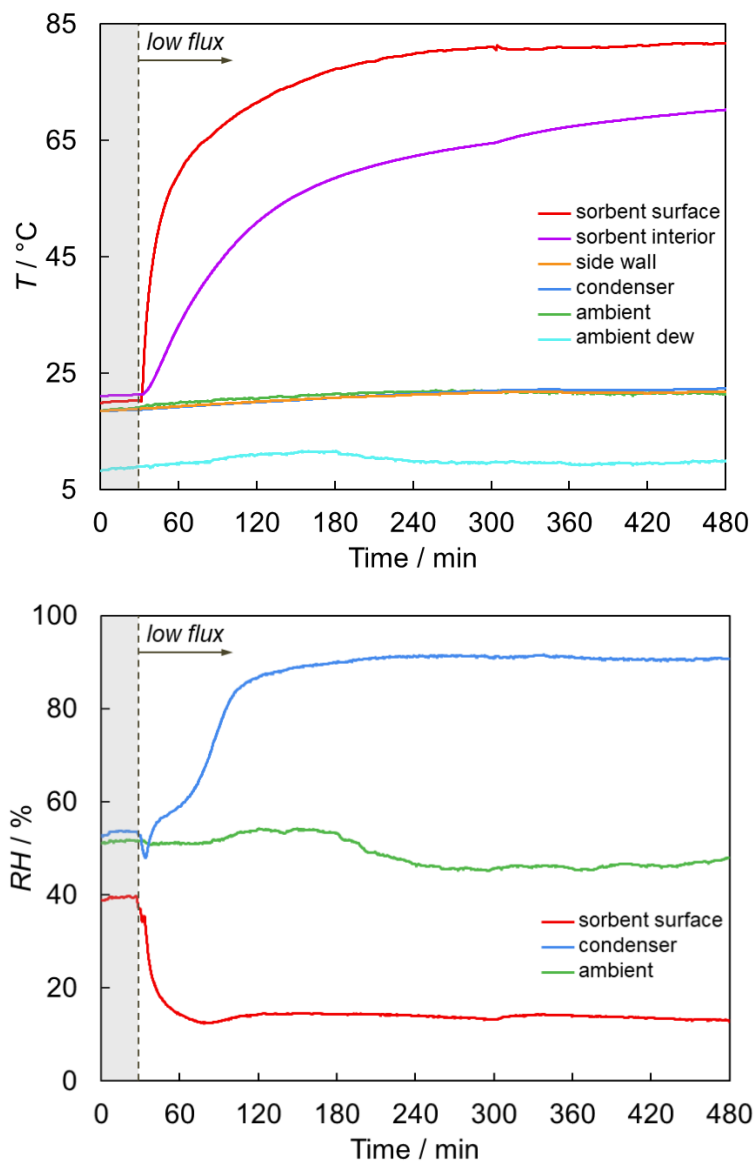 85
low flux
65
45
25
5
T / °C
sorbent surface
sorbent interior
side wall
condenser
ambient
ambient dew
0 60 120 180 240 300 360 420 480
Time / min
100
low flux
80
60
40
20
0
RH / %
sorbent surface
condenser
ambient
0 60 120 180 240 300 360 420 480
Time / min